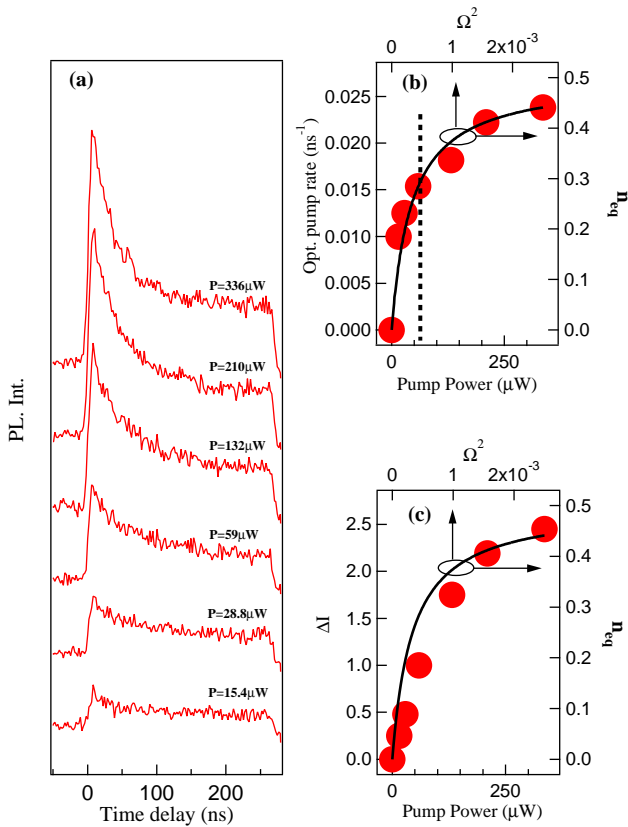 (a)
P=336µW
P=210µW
P=132µW
P=59µW
P=28.8µW
P=15.4µW
PL. Int.
0
100
200
Time delay (ns)
Ω²
0
1
2x10⁻³
(b)
0.025
0.020
0.015
0.010
0.005
0.000
Opt. pump rate (ns⁻¹)
0.5
0.4
0.3
0.2
0.1
0.0
n_eq
0
250
Pump Power (µW)
Ω²
0
1
2x10⁻³
(c)
2.5
2.0
1.5
1.0
0.5
0.0
ΔI
0.5
0.4
0.3
0.2
0.1
0.0
n_eq
0
250
Pump Power (µW)